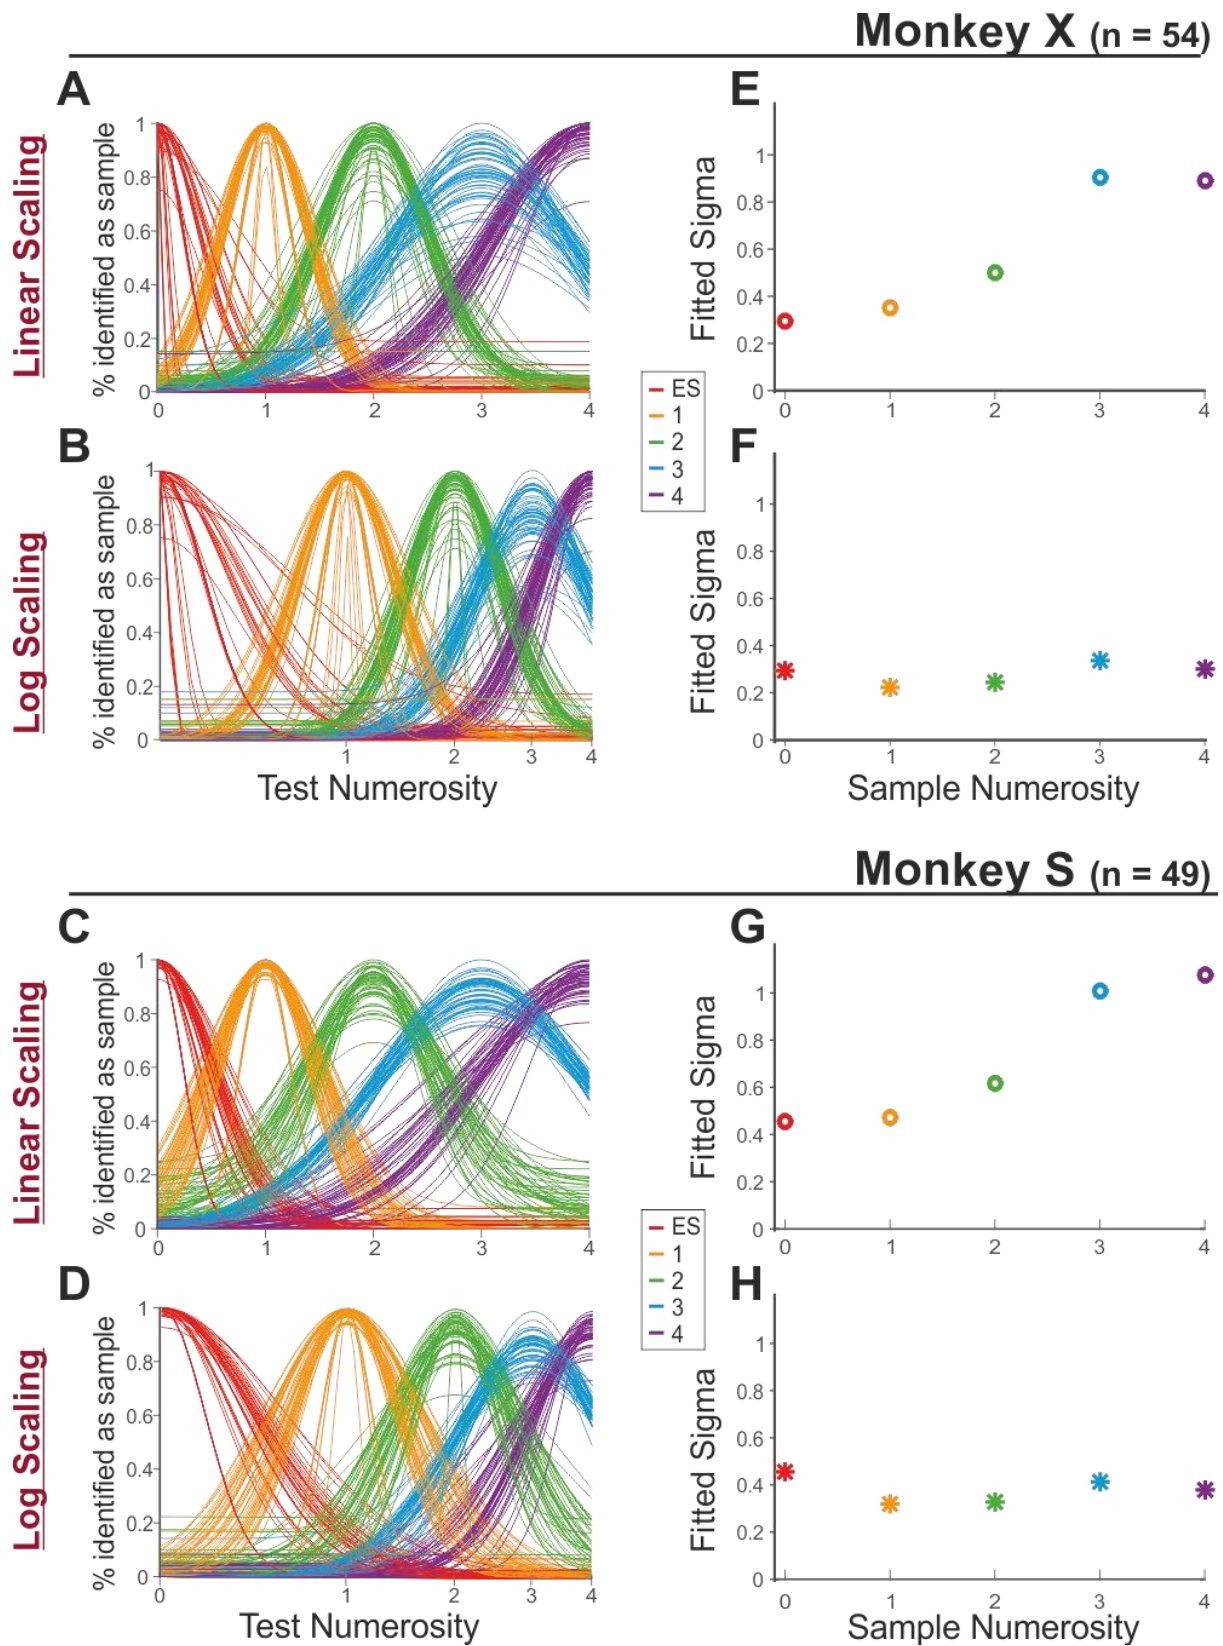 Monkey X (n = 54)
A
Linear Scaling
% identified as sample
1
0.8
0.6
0.4
0.2
0
0 1 2 3 4
E
Fitted Sigma
1
0.8
0.6
0.4
0.2
0
0 1 2 3 4
ES
1
2
3
4
B
Log Scaling
% identified as sample
1
0.8
0.6
0.4
0.2
0
0 1 2 3 4
Test Numerosity
F
Fitted Sigma
1
0.8
0.6
0.4
0.2
0
0 1 2 3 4
Sample Numerosity
Monkey S (n = 49)
C
Linear Scaling
% identified as sample
1
0.8
0.6
0.4
0.2
0
0 1 2 3 4
G
Fitted Sigma
1
0.8
0.6
0.4
0.2
0
0 1 2 3 4
ES
1
2
3
4
D
Log Scaling
% identified as sample
1
0.8
0.6
0.4
0.2
0
0 1 2 3 4
Test Numerosity
H
Fitted Sigma
1
0.8
0.6
0.4
0.2
0
0 1 2 3 4
Sample Numerosity